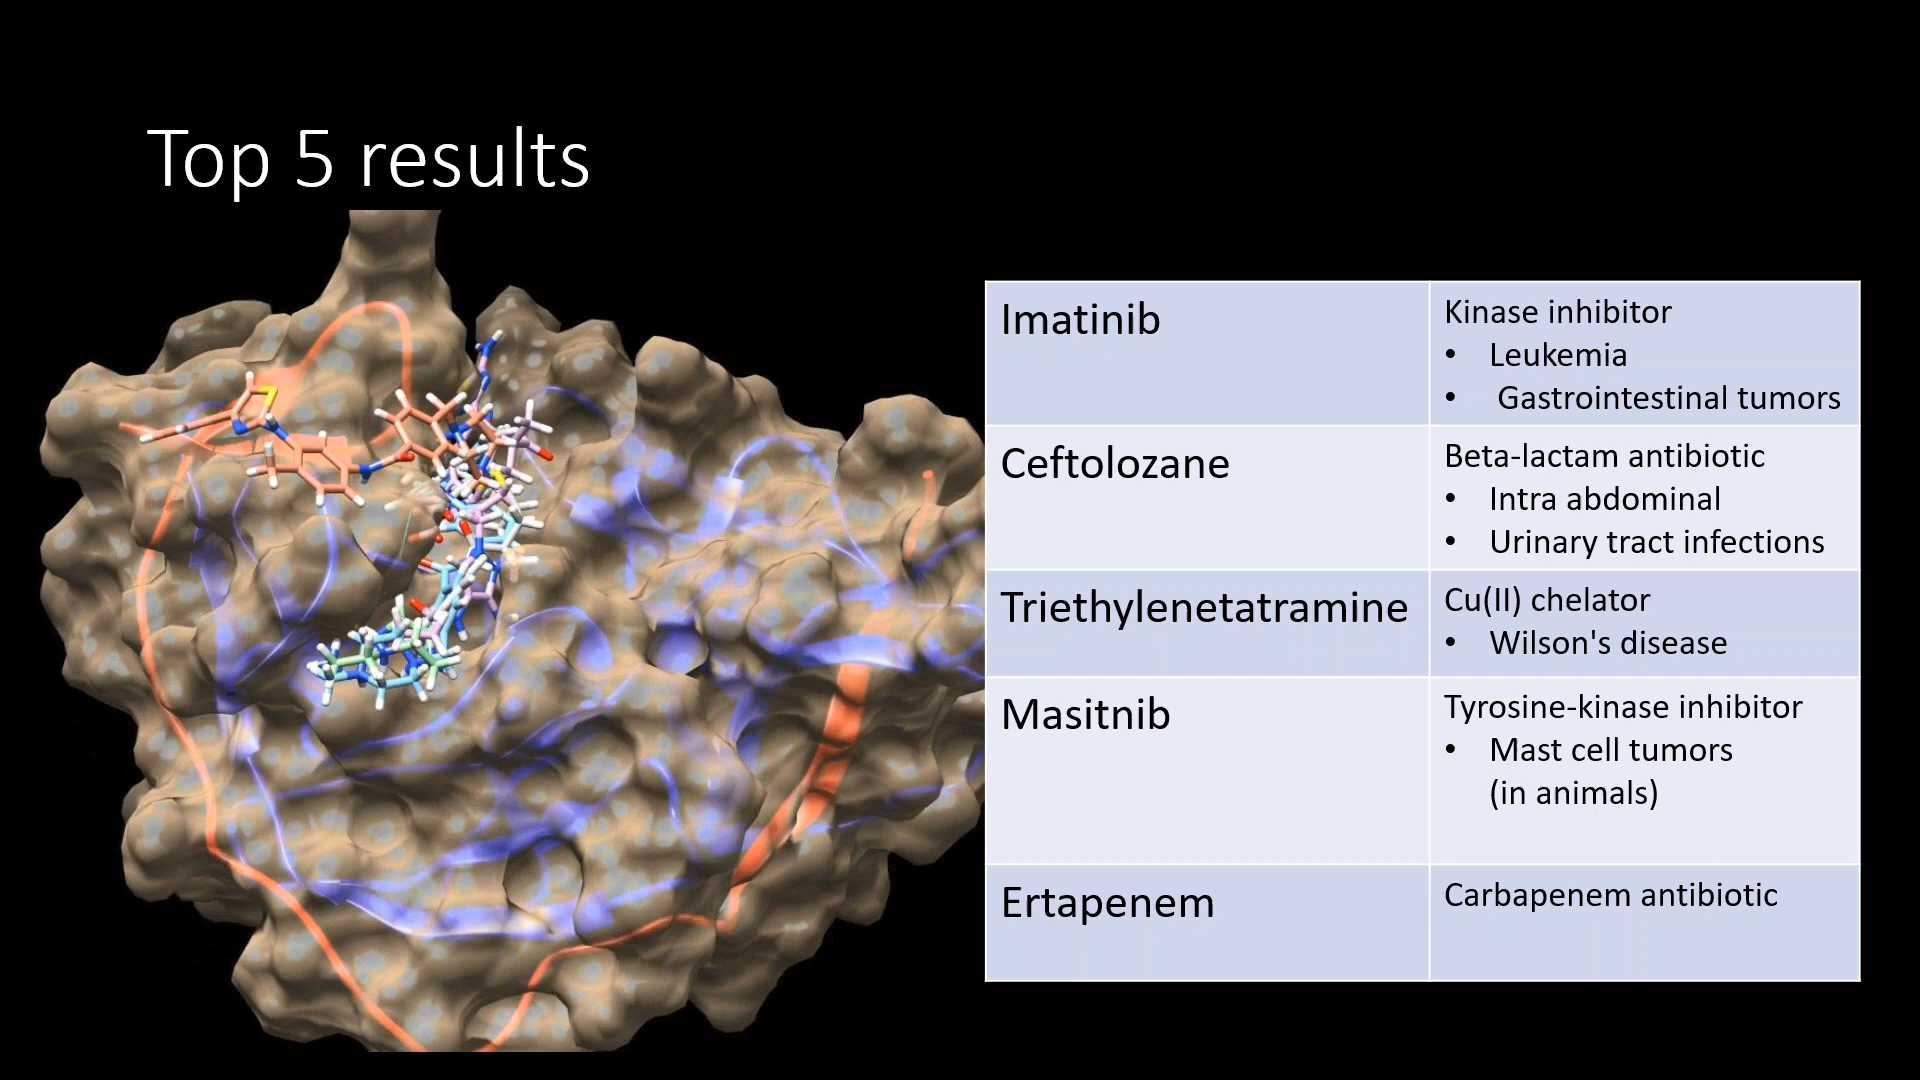 Top 5 results
Imatinib
Kinase inhibitor
• Leukemia
• Gastrointestinal tumors
Ceftolozane
Beta-lactam antibiotic
• Intra abdominal
• Urinary tract infections
Triethylenetatramine
Cu(II) chelator
• Wilson's disease
Masitnib
Tyrosine-kinase inhibitor
• Mast cell tumors
(in animals)
Ertapenem
Carbapenem antibiotic